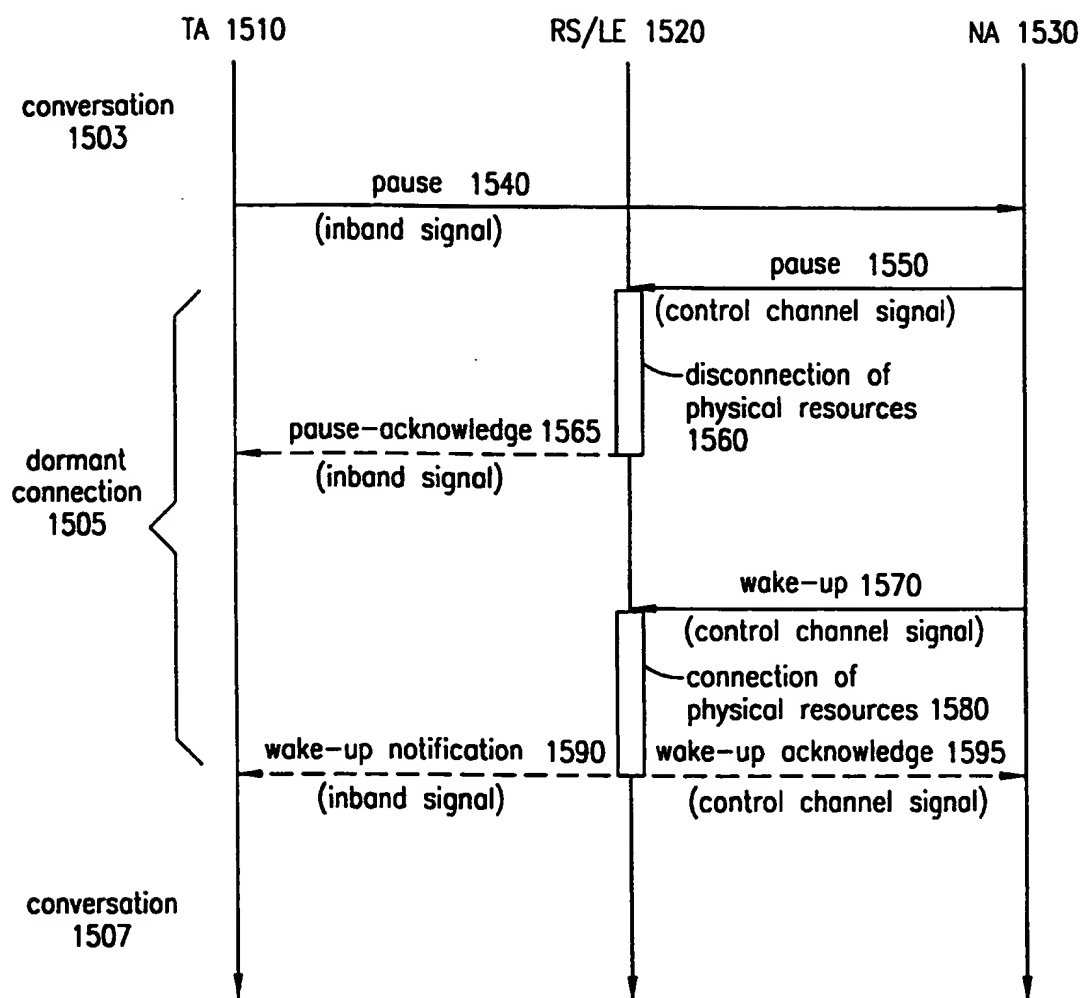 TA 1510
RS/LE 1520
NA 1530
conversation
1503
pause 1540
(inband signal)
pause 1550
(control channel signal)
disconnection of
physical resources
1560
pause-acknowledge 1565
(inband signal)
dormant
connection
1505
wake-up 1570
(control channel signal)
connection of
physical resources 1580
wake-up notification 1590
(inband signal)
wake-up acknowledge 1595
(control channel signal)
conversation
1507